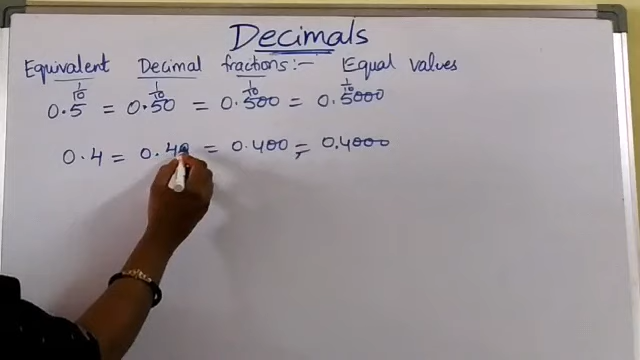 Decimals
Equivalent Decimal fractions:- Equal values
1/10 1/10 1/10 1/10
0.5 = 0.50 = 0.500 = 0.5000
0.4 = 0.40 = 0.400 = 0.4000